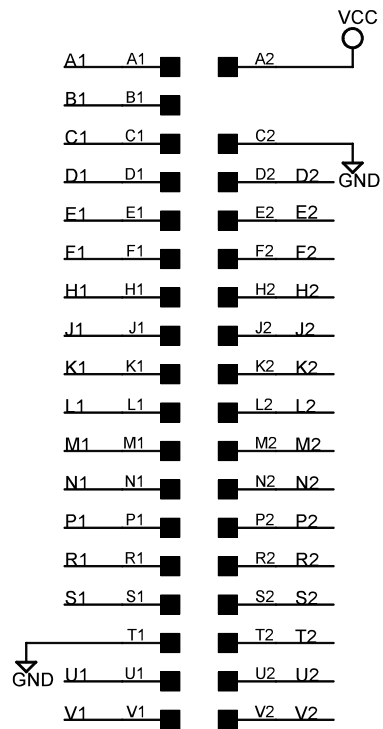 VCC
A1 A1 A2
B1 B1
C1 C1 C2
D1 D1 D2 D2
GND
E1 E1 E2 E2
F1 F1 F2 F2
H1 H1 H2 H2
J1 J1 J2 J2
K1 K1 K2 K2
L1 L1 L2 L2
M1 M1 M2 M2
N1 N1 N2 N2
P1 P1 P2 P2
R1 R1 R2 R2
S1 S1 S2 S2
T1 T2 T2
GND U1 U1 U2 U2
V1 V1 V2 V2